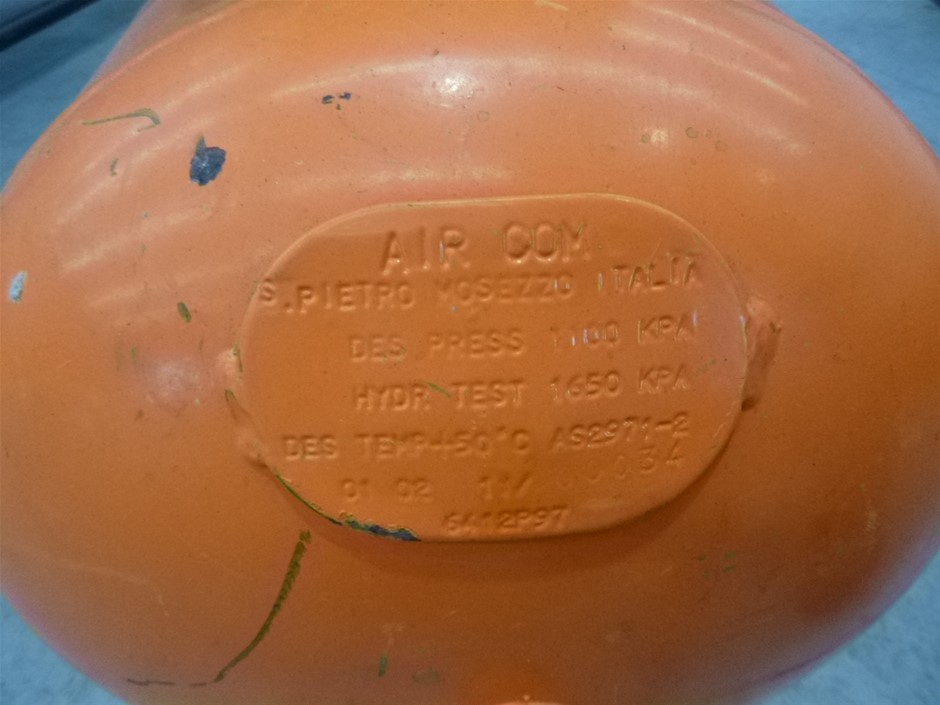 AIR COM
S.PIETRO MOSEZZO ITALIA
DES PRESS 1100 KPA
HYDR TEST 1650 KPA
DES TEMP+50°C AS2971-2
01 02